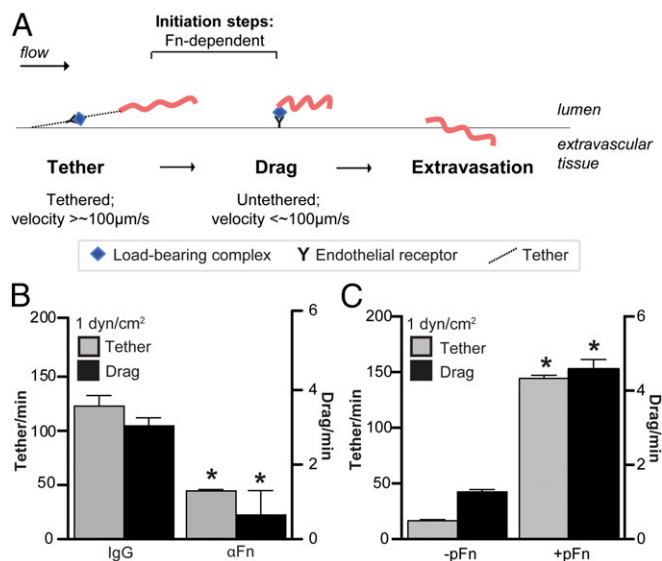 A
Initiation steps:
Fn-dependent
flow
lumen
extravascular
tissue
Tether
Drag
Extravasation
Tethered;
velocity >~100µm/s
Untethered;
velocity <~100µm/s
Load-bearing complex
Y Endothelial receptor
Tether
B
200
150
100
50
0
Tether/min
1 dyn/cm²
Tether
Drag
* *
6
4
2
0
Drag/min
IgG
αFn
C
200
150
100
50
0
Tether/min
1 dyn/cm²
Tether
Drag
* *
6
4
2
0
Drag/min
-pFn
+pFn